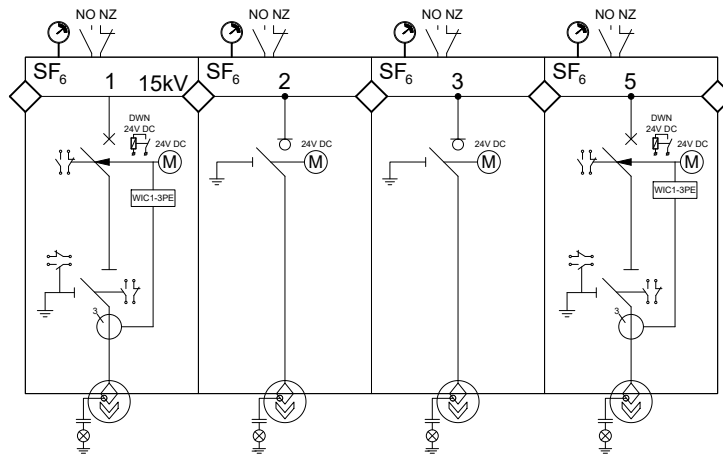 NO NZ NO NZ NO NZ NO NZ
SF6 SF6 SF6 SF6
1 15kV 2 3 5
DWN
24V DC
24V DC
M
WIC1-3PE
3
24V DC
M
24V DC
M
DWN
24V DC
24V DC
M
WIC1-3PE
3